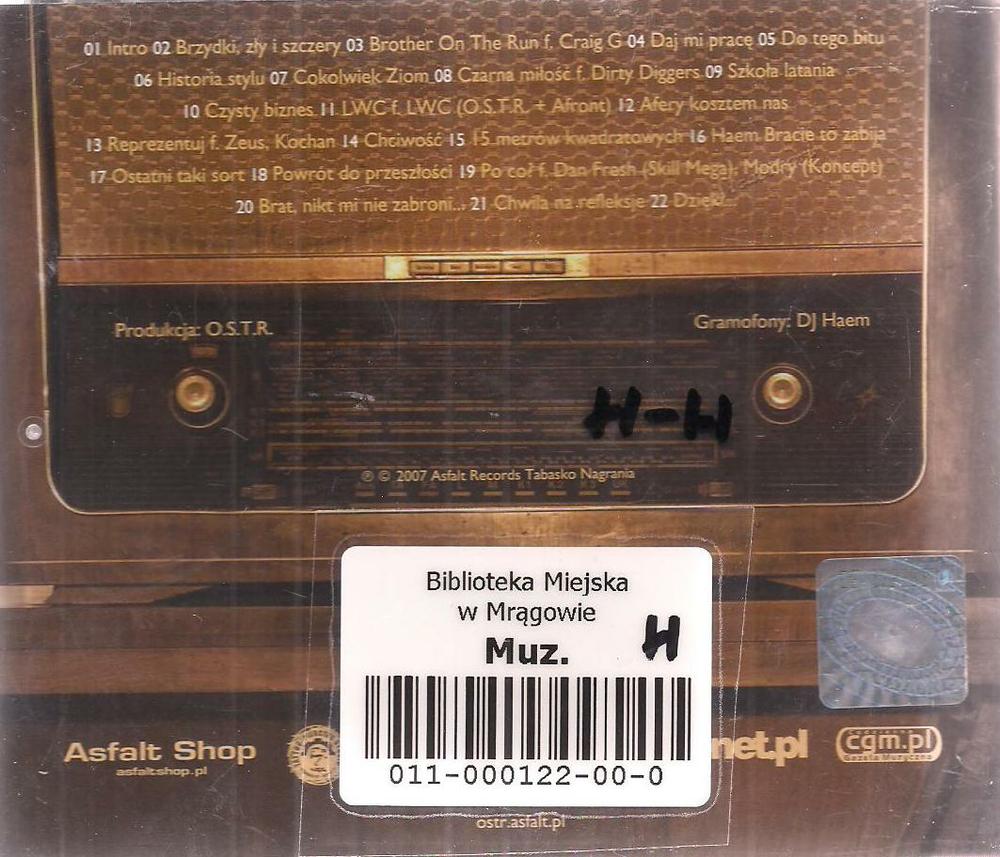 01 Intro 02 Brzydki, zły i szczery 03 Brother On The Run f. Craig G 04 Daj mi pracę 05 Do tego bitu
06 Historia stylu 07 Cokolwiek Ziom 08 Czarna miłość f. Dirty Diggers 09 Szkoła latania
10 Czysty biznes 11 LWC f. LWC (O.S.T.R. + Afront) 12 Afery kosztem nas
13 Reprezentuj f. Zeus, Kochan 14 Chciwość 15 15 metrów kwadratowych 16 Haem Bracie to zabija
17 Ostatni taki sort 18 Powrót do przeszłości 19 Po co! f. Dan Fresh (Skill Mega), Modry (Koncept)
20 Brat, nikt mi nie zabroni... 21 Chwila na refleksje 22 Dzięki...
Produkcja: O.S.T.R. Gramofony: DJ Haem
H-H
℗ © 2007 Asfalt Records Tabasko Nagrania
Biblioteka Miejska
w Mrągowie
Muz. H
011-000122-00-0
Asfalt Shop
asfaltshop.pl
net.pl
cgm.pl
Gazeta Muzyczna
ostr.asfalt.pl